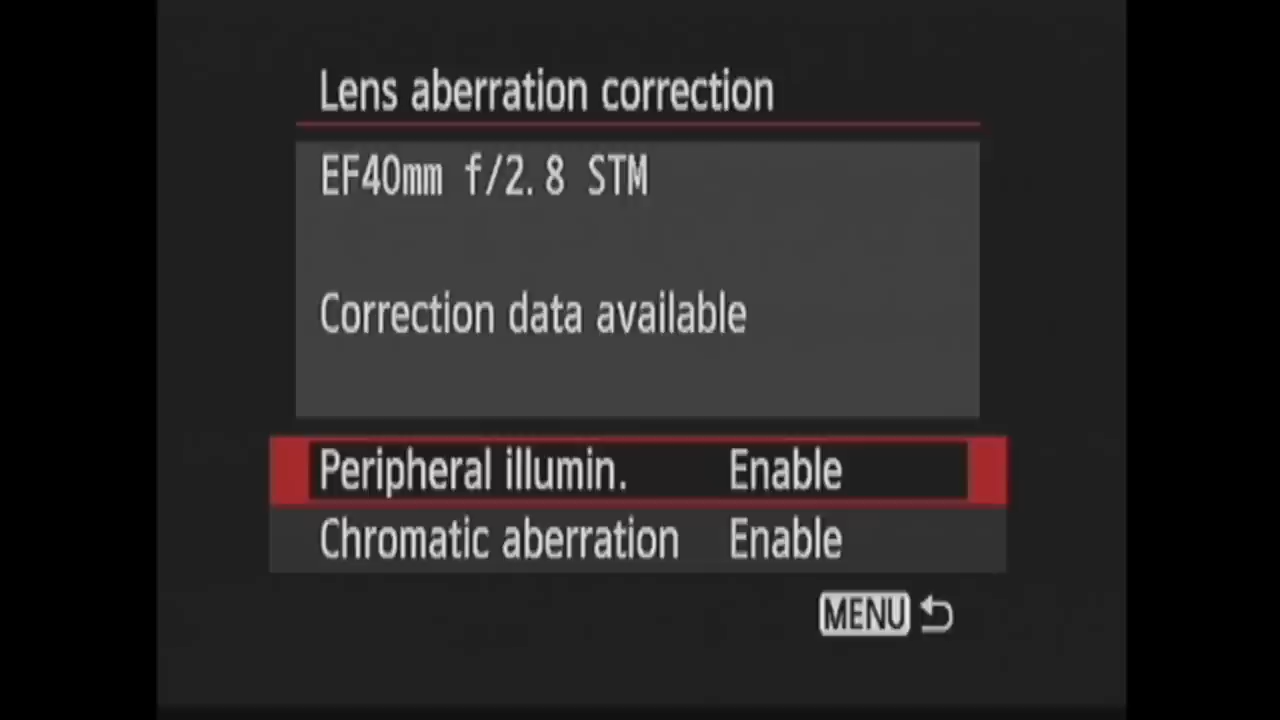 Lens aberration correction
EF40mm f/2.8 STM
Correction data available
Peripheral illumin. Enable
Chromatic aberration Enable
MENU